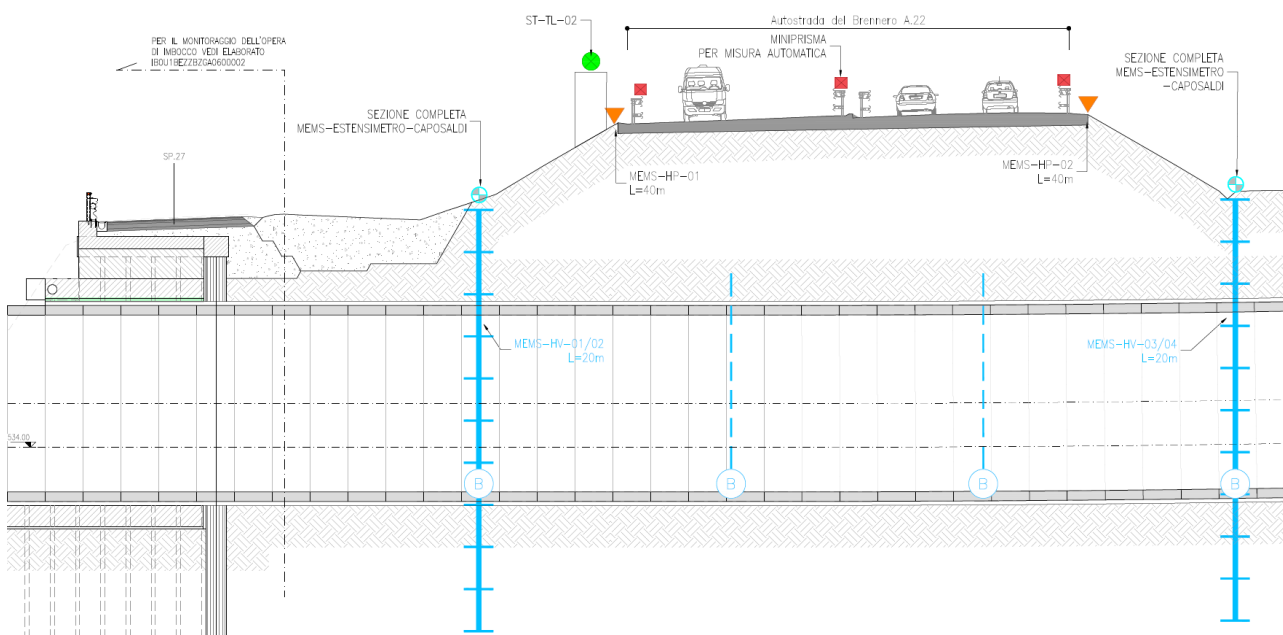 ST-TL-02
Autostrada del Brennero A.22
PER IL MONITORAGGIO DELL'OPERA
DI IMBOCCO VEDI ELABORATO
IB0U1BEZZBZGA0600002
MINIPRISMA
PER MISURA AUTOMATICA
SEZIONE COMPLETA
MEMS-ESTENSIMETRO
-CAPOSALDI
SEZIONE COMPLETA
MEMS-ESTENSIMETRO-CAPOSALDI
SP.27
MEMS-HP-01
L=40m
MEMS-HP-02
L=40m
MEMS-HV-01/02
L=20m
MEMS-HV-03/04
L=20m
534.00
B
B
B
B